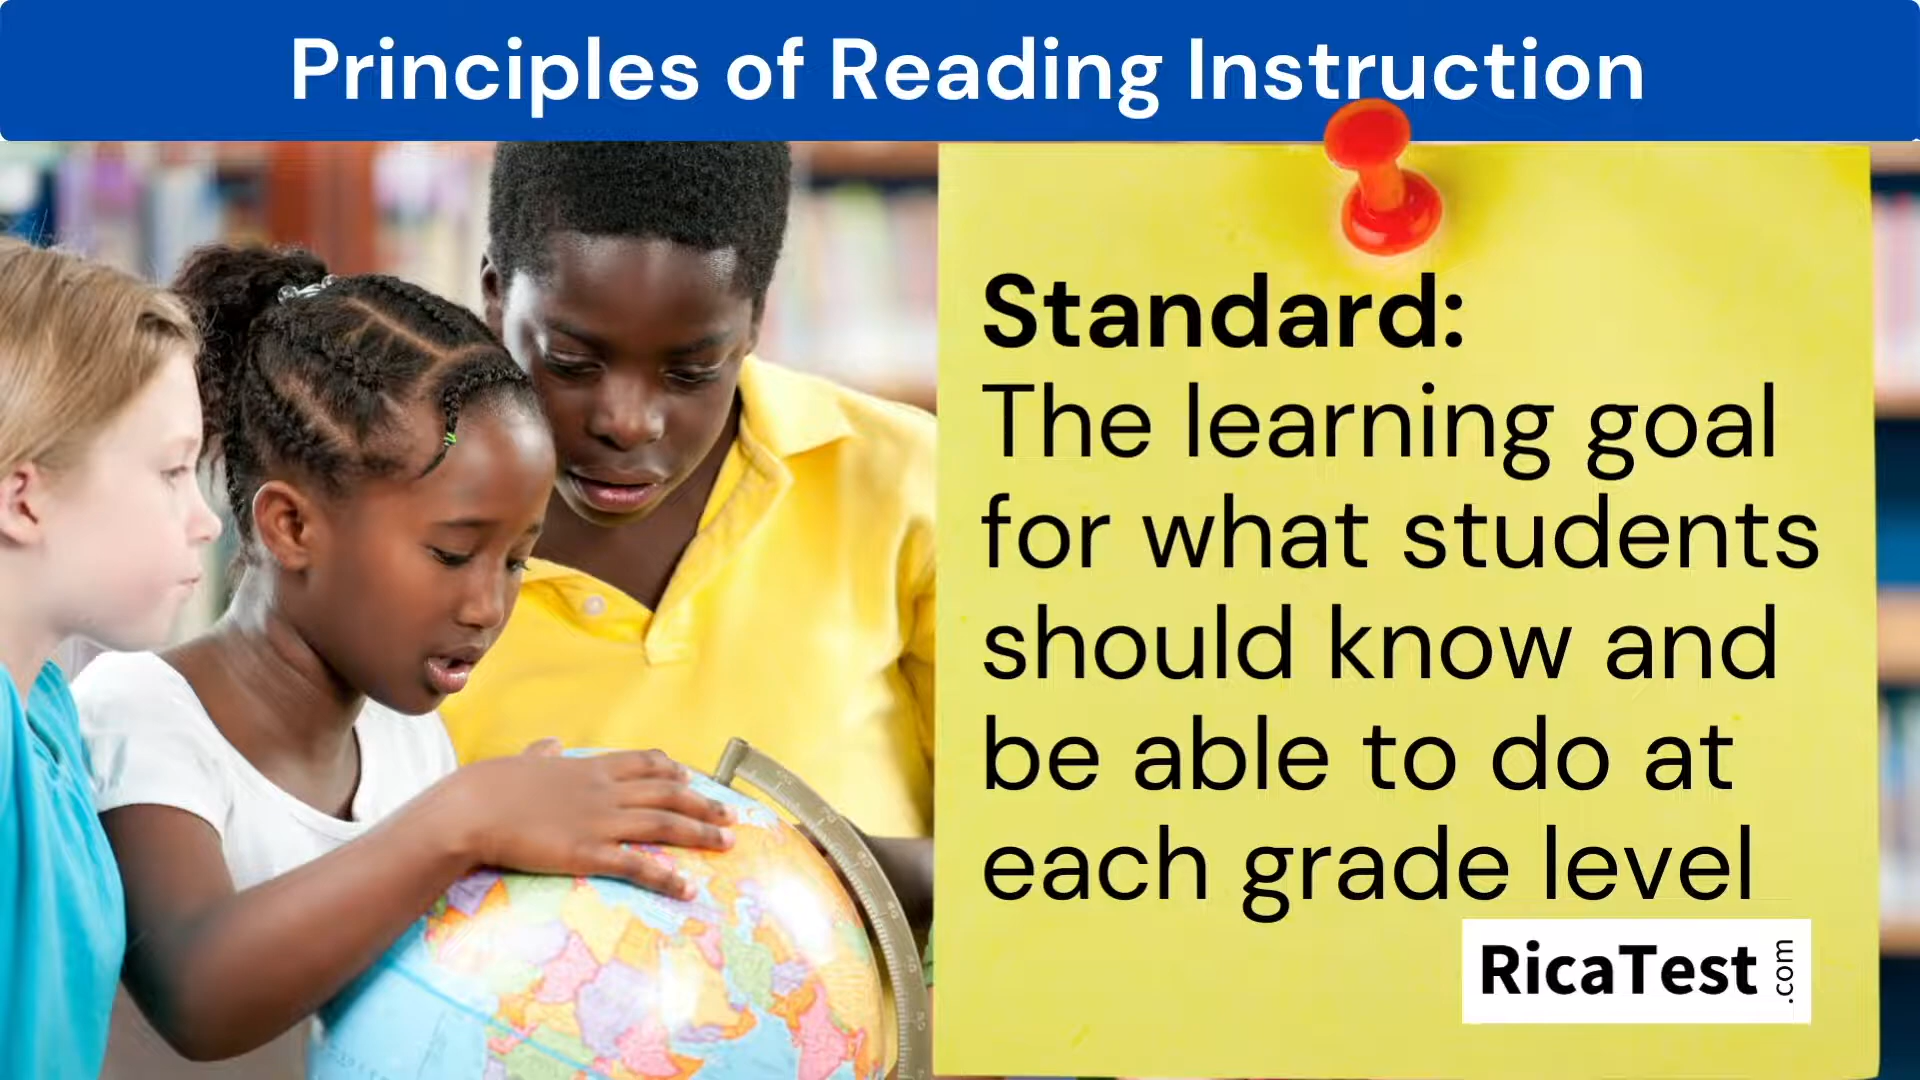 Principles of Reading Instruction
Standard:
The learning goal
for what students
should know and
be able to do at
each grade level
RicaTest.com